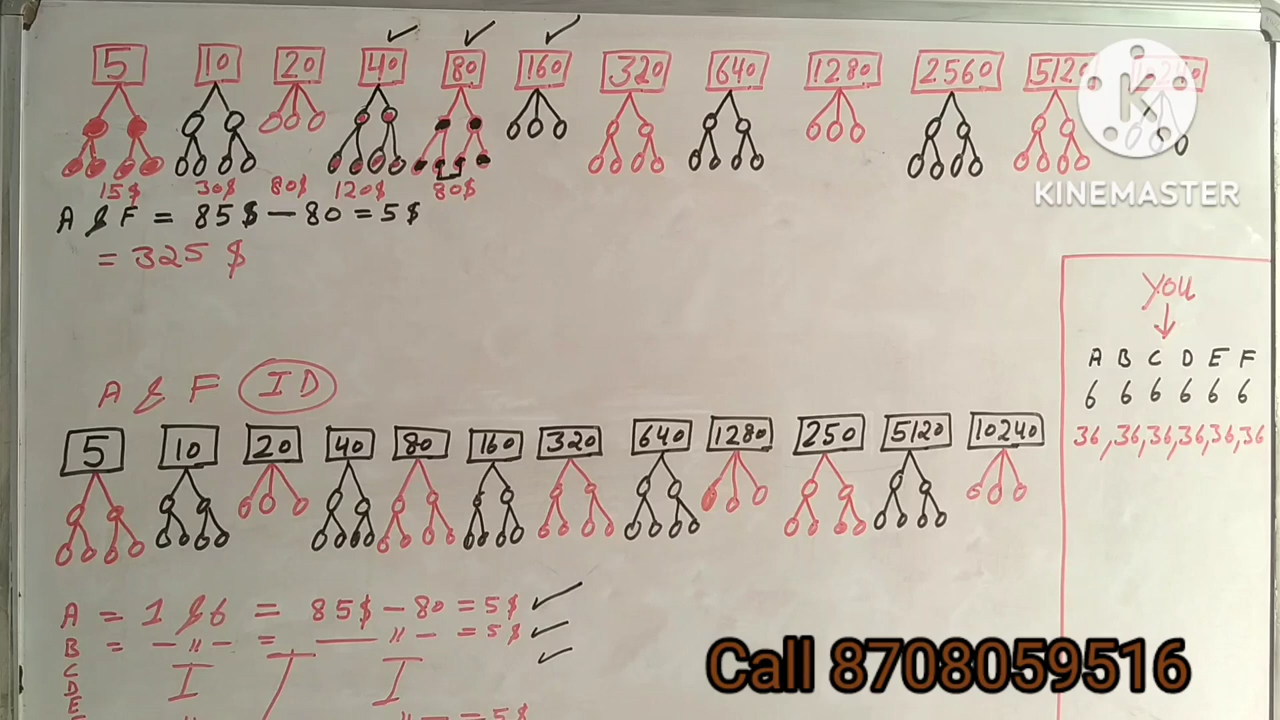 5 10 20 40 80 160 320 640 1280 2560 5120 10240
15$ 30$ 80$ 120$ 80$
A & F = 85$ - 80 = 5$
= 325 $
KINEMASTER
YOU
A B C D E F
6 6 6 6 6 6
36, 36, 36, 36, 36, 36
A & F ID
5 10 20 40 80 160 320 640 1280 250 5120 10240
A = 1 & 6 = 85$ - 80 = 5$
B = - " - = — " - = 5$
C
D
E
" - = 5$
Call 8708059516